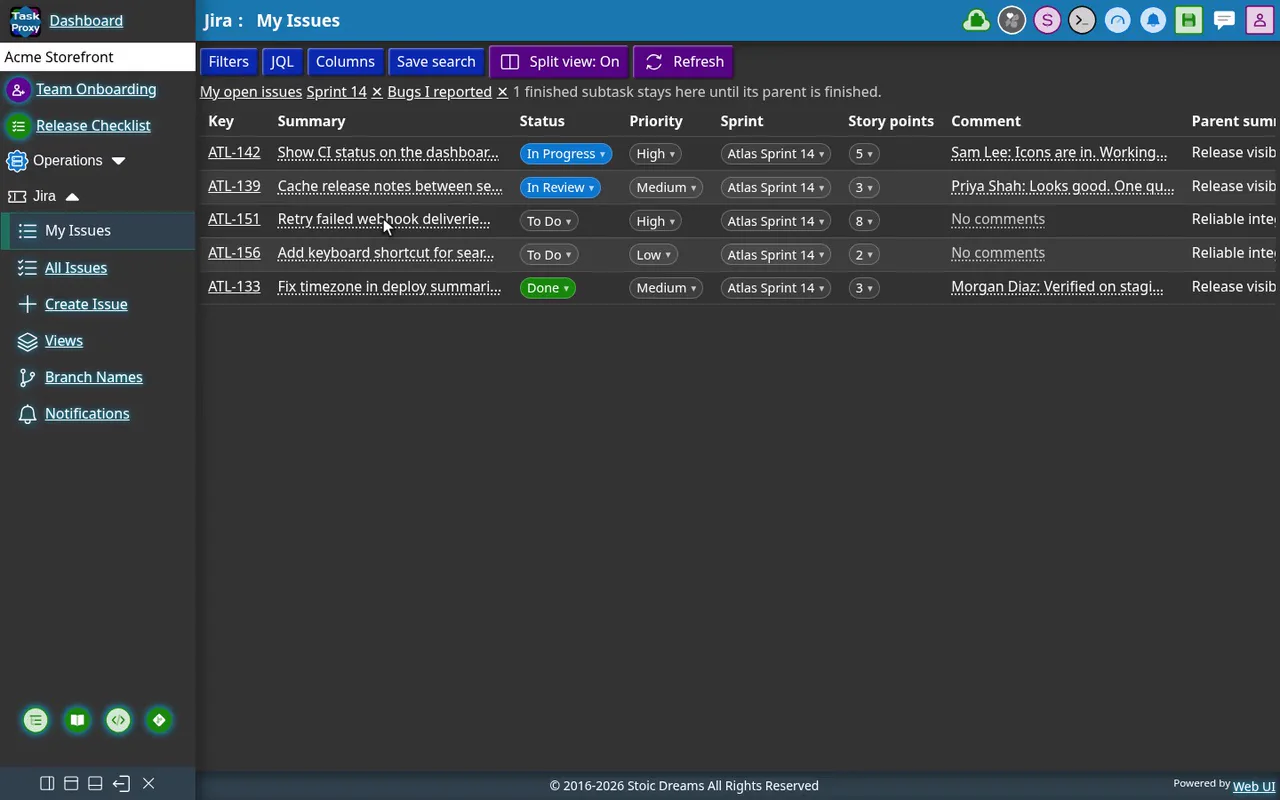 Task Proxy
Dashboard
Jira : My Issues
S
Acme Storefront
Team Onboarding
Release Checklist
Operations
Jira
My Issues
All Issues
Create Issue
Views
Branch Names
Notifications
Filters JQL Columns Save search Split view: On Refresh
My open issues Sprint 14 ✕ Bugs I reported ✕ 1 finished subtask stays here until its parent is finished.
Key Summary Status Priority Sprint Story points Comment Parent sum
ATL-142 Show CI status on the dashboar... In Progress ▾ High ▾ Atlas Sprint 14 ▾ 5 ▾ Sam Lee: Icons are in. Working... Release visib
ATL-139 Cache release notes between se... In Review ▾ Medium ▾ Atlas Sprint 14 ▾ 3 ▾ Priya Shah: Looks good. One qu... Release visib
ATL-151 Retry failed webhook deliverie... To Do ▾ High ▾ Atlas Sprint 14 ▾ 8 ▾ No comments Reliable inte
ATL-156 Add keyboard shortcut for sear... To Do ▾ Low ▾ Atlas Sprint 14 ▾ 2 ▾ No comments Reliable inte
ATL-133 Fix timezone in deploy summari... Done ▾ Medium ▾ Atlas Sprint 14 ▾ 3 ▾ Morgan Diaz: Verified on stagi... Release visib
© 2016-2026 Stoic Dreams All Rights Reserved
Powered by Web UI